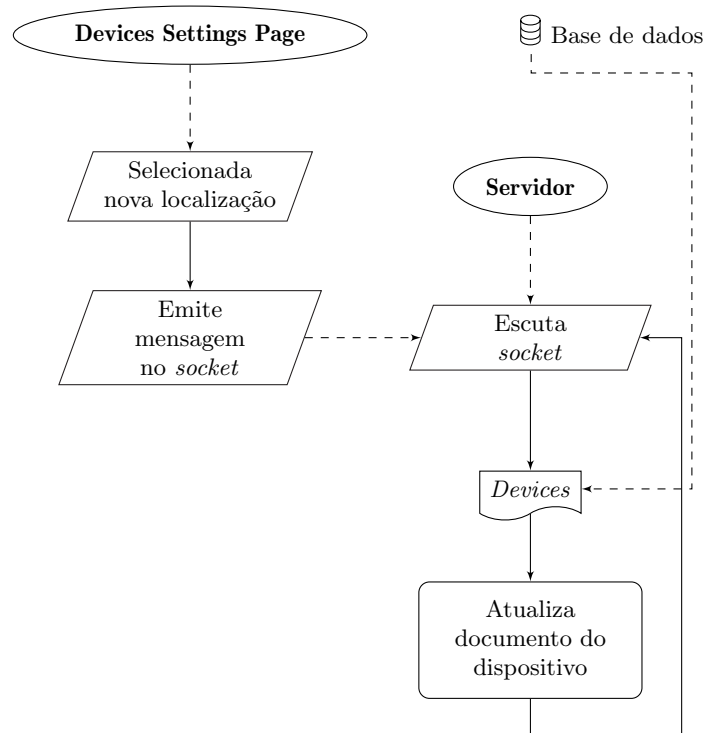 Devices Settings Page
Base de dados
Selecionada
nova localização
Servidor
Emite
mensagem
no socket
Escuta
socket
Devices
Atualiza
documento do
dispositivo